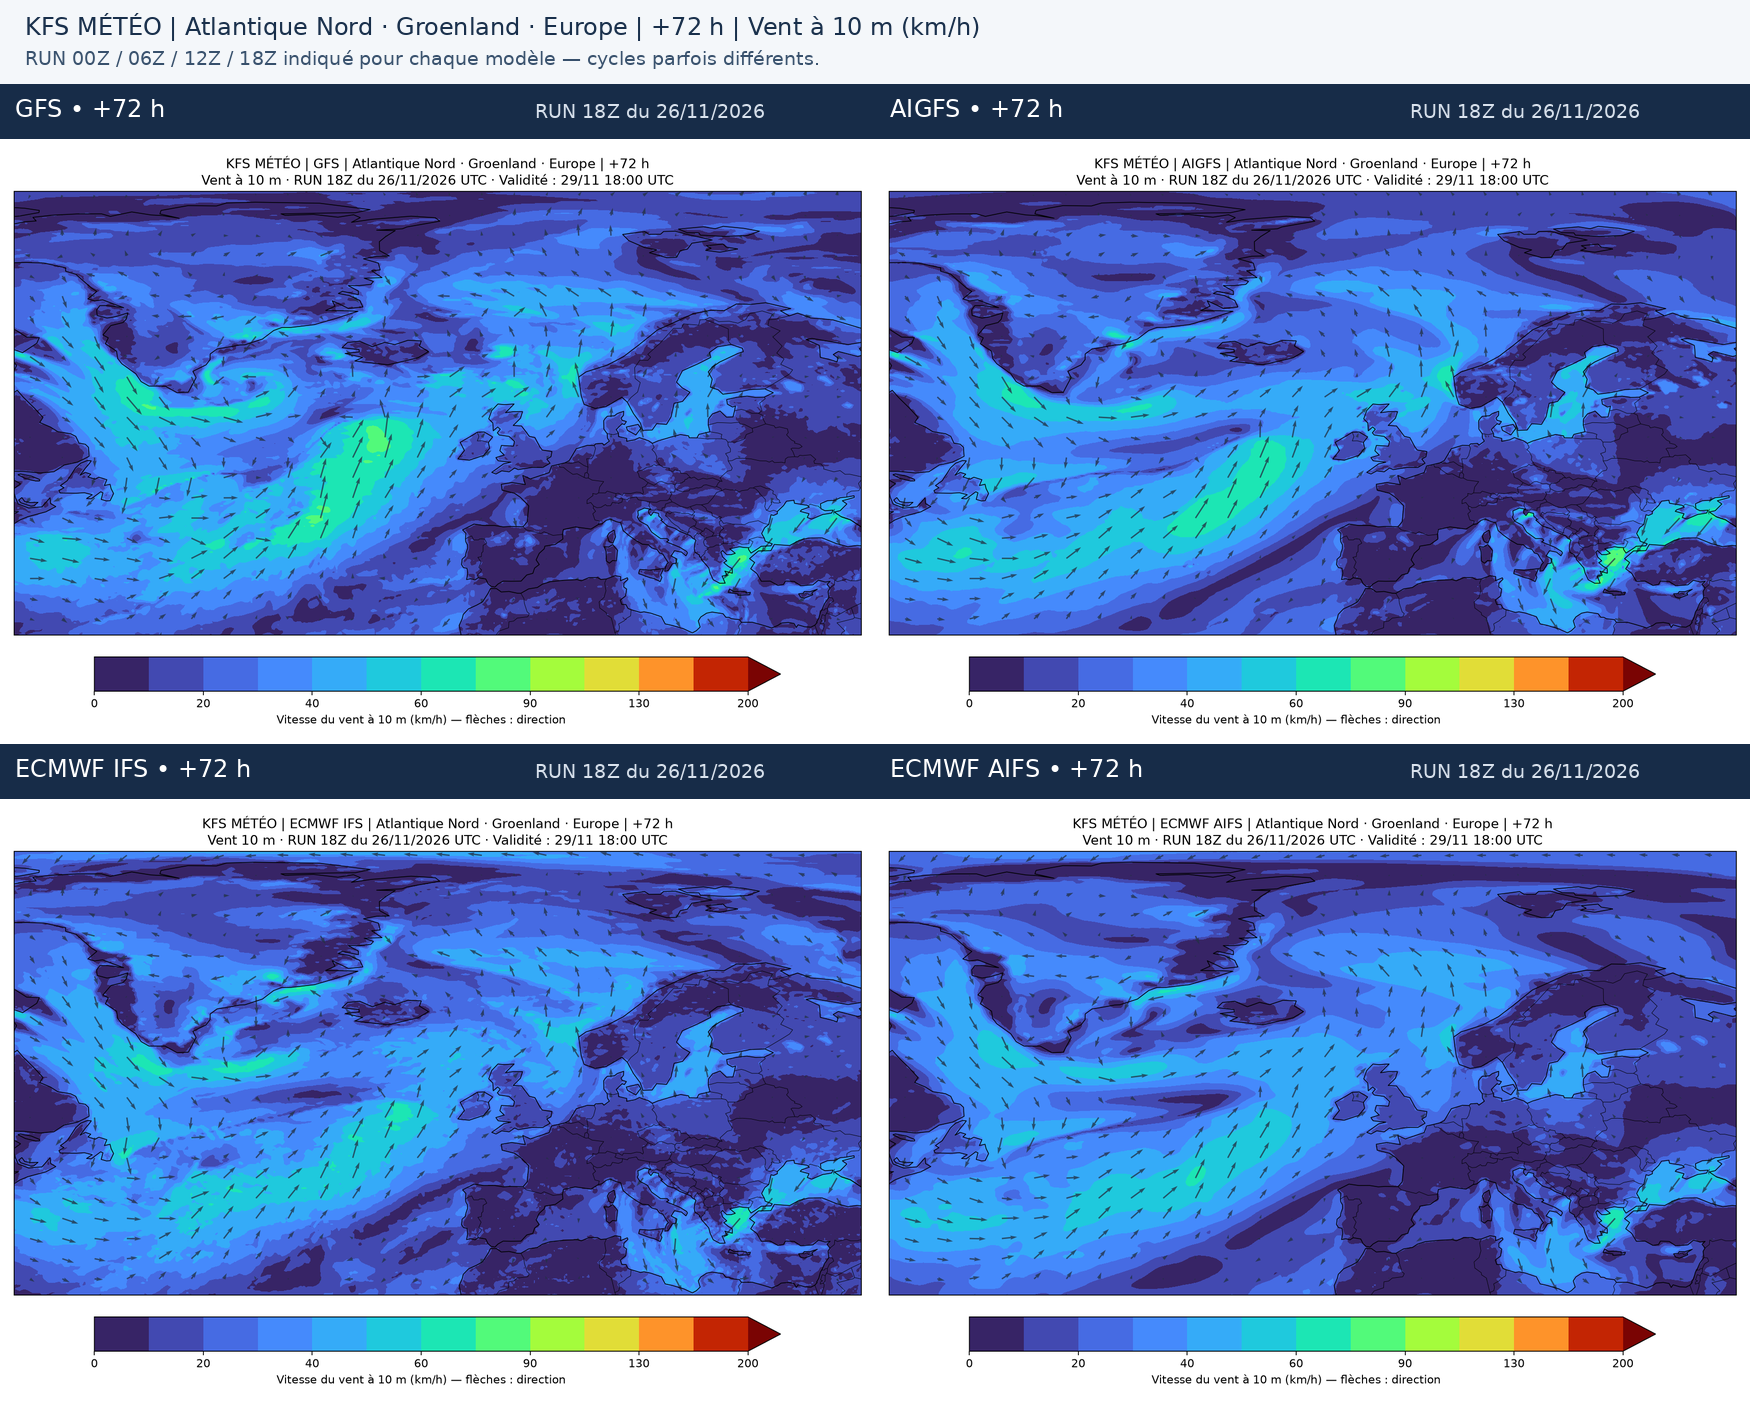 KFS MÉTÉO | Atlantique Nord · Groenland · Europe | +72 h | Vent à 10 m (km/h)
RUN 00Z / 06Z / 12Z / 18Z indiqué pour chaque modèle — cycles parfois différents.
GFS • +72 h
RUN 18Z du 26/11/2026
KFS MÉTÉO | GFS | Atlantique Nord · Groenland · Europe | +72 h
Vent à 10 m · RUN 18Z du 26/11/2026 UTC · Validité : 29/11 18:00 UTC
0 20 40 60 90 130 200
Vitesse du vent à 10 m (km/h) — flèches : direction
AIGFS • +72 h
RUN 18Z du 26/11/2026
KFS MÉTÉO | AIGFS | Atlantique Nord · Groenland · Europe | +72 h
Vent à 10 m · RUN 18Z du 26/11/2026 UTC · Validité : 29/11 18:00 UTC
0 20 40 60 90 130 200
Vitesse du vent à 10 m (km/h) — flèches : direction
ECMWF IFS • +72 h
RUN 18Z du 26/11/2026
KFS MÉTÉO | ECMWF IFS | Atlantique Nord · Groenland · Europe | +72 h
Vent 10 m · RUN 18Z du 26/11/2026 UTC · Validité : 29/11 18:00 UTC
0 20 40 60 90 130 200
Vitesse du vent à 10 m (km/h) — flèches : direction
ECMWF AIFS • +72 h
RUN 18Z du 26/11/2026
KFS MÉTÉO | ECMWF AIFS | Atlantique Nord · Groenland · Europe | +72 h
Vent 10 m · RUN 18Z du 26/11/2026 UTC · Validité : 29/11 18:00 UTC
0 20 40 60 90 130 200
Vitesse du vent à 10 m (km/h) — flèches : direction